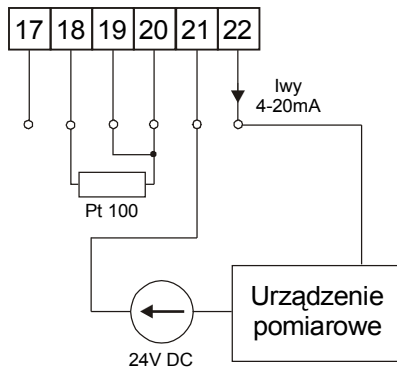 17 18 19 20 21 22
Iwy
4-20mA
Pt 100
Urządzenie
pomiarowe
24V DC